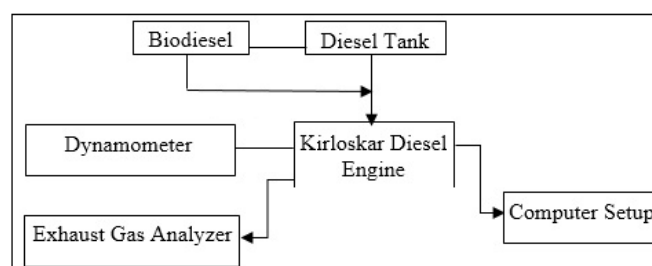 Biodiesel
Diesel Tank
Dynamometer
Kirloskar Diesel
Engine
Exhaust Gas Analyzer
Computer Setup